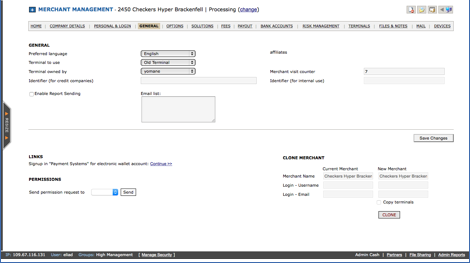 MERCHANT MANAGEMENT - 2450 Checkers Hyper Brackenfell | Processing (change)
HOME | COMPANY DETAILS | PERSONAL & LOGIN | GENERAL | OPTIONS | SOLUTIONS | FEES | PAYOUT | BANK ACCOUNTS | RISK MANAGEMENT | TERMINALS | FILES & NOTES | MAIL | DEVICES
GENERAL
Preferred language English affiliates
Terminal to use Old Terminal
Terminal owned by yomane Merchant visit counter 7
Identifier (for credit companies) Identifier (for internal use)
Enable Report Sending Email list:
Save Changes
LINKS
Signup in "Payment Systems" for electronic wallet account: Continue >>
PERMISSIONS
Send permission request to Send
CLONE MERCHANT
Current Merchant New Merchant
Merchant Name Checkers Hyper Bracken Checkers Hyper Bracken
Login - Username
Login - Email
Copy terminals
CLONE
IP: 109.67.116.131 User: elad Groups: High Management [ Manage Security ] Admin Cash | Partners | File Sharing | Admin Reports